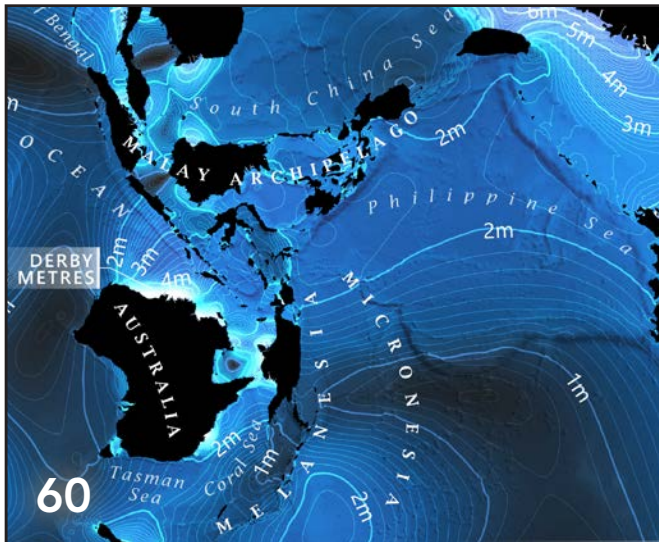 f Bengal
South China Sea
6m
5m
4m
3m
2m
m
OCEAN
MALAY ARCHIPELAGO
Philippine Sea
2m
DERBY
METRES
2m
3m
4m
AUSTRALIA
MELANESIA
MICRONESIA
1m
2m
1m
Tasman
Sea
Coral Sea
2m
60